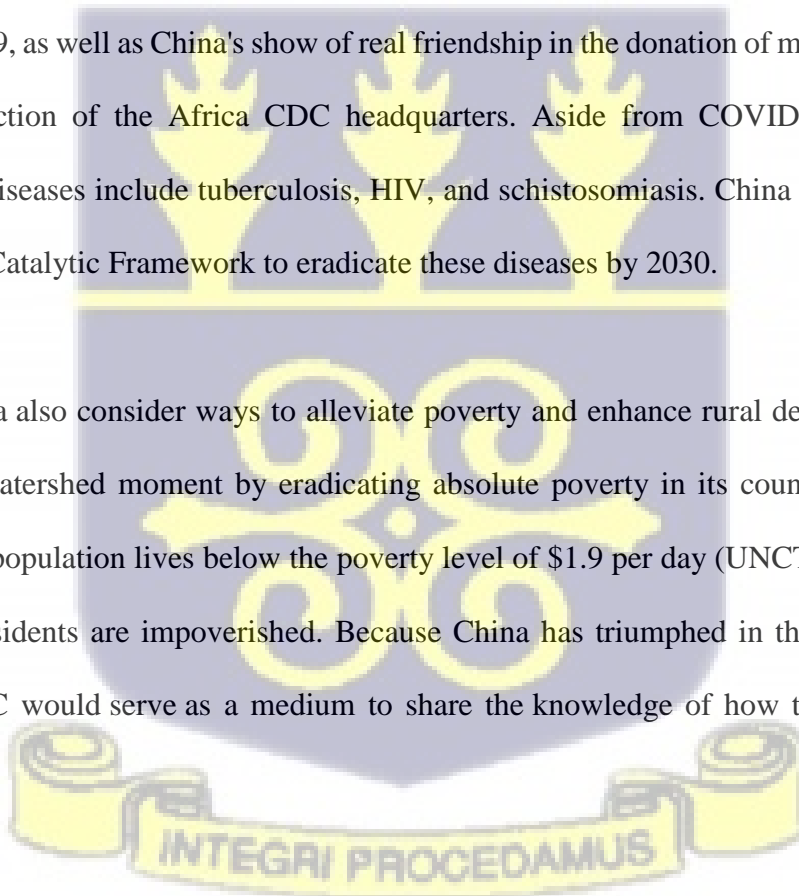 9, as well as China's show of real friendship in the donation of m
ction of the Africa CDC headquarters. Aside from COVID
iseases include tuberculosis, HIV, and schistosomiasis. China
Catalytic Framework to eradicate these diseases by 2030.
a also consider ways to alleviate poverty and enhance rural de
atershed moment by eradicating absolute poverty in its coun
population lives below the poverty level of $1.9 per day (UNCT
sidents are impoverished. Because China has triumphed in th
C would serve as a medium to share the knowledge of how t
INTEGRI PROCEDAMUS